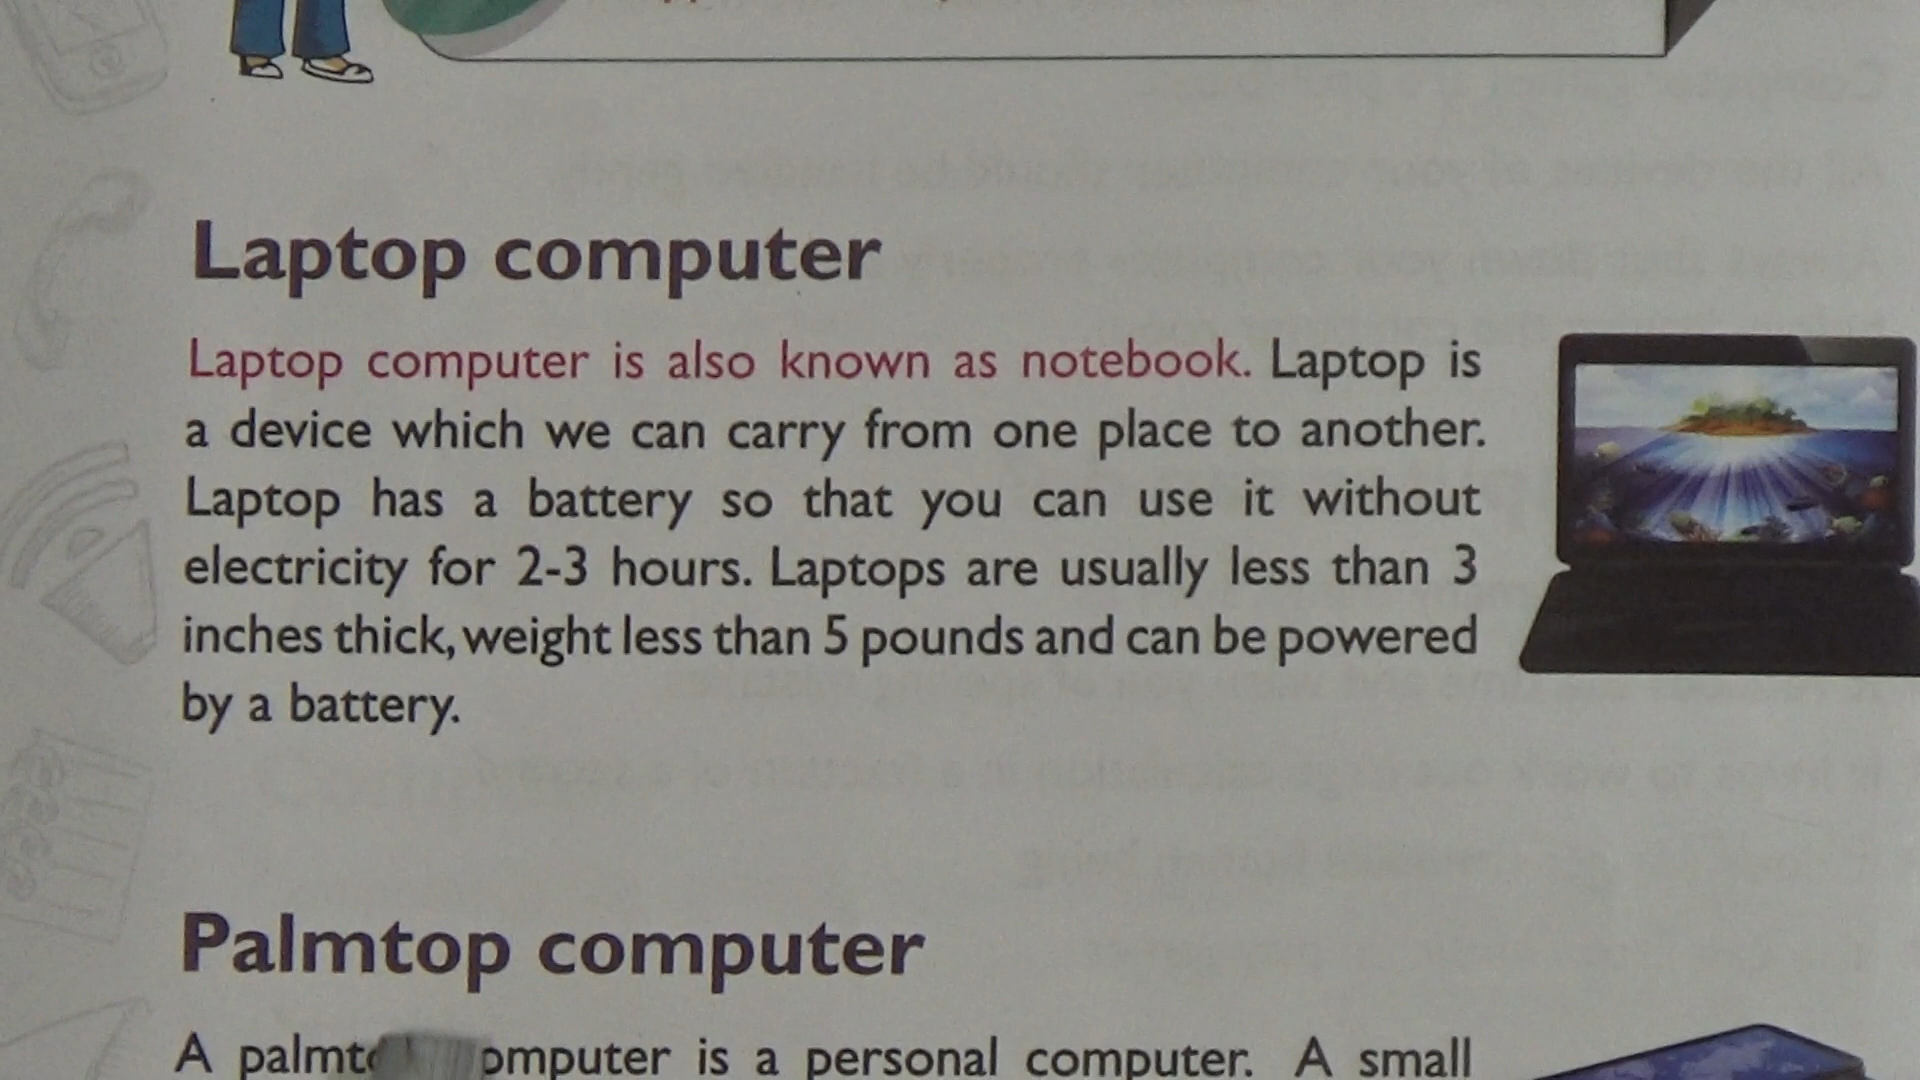 Laptop computer
Laptop computer is also known as notebook. Laptop is
a device which we can carry from one place to another.
Laptop has a battery so that you can use it without
electricity for 2-3 hours. Laptops are usually less than 3
inches thick, weight less than 5 pounds and can be powered
by a battery.
Palmtop computer
A is a personal computer. A small